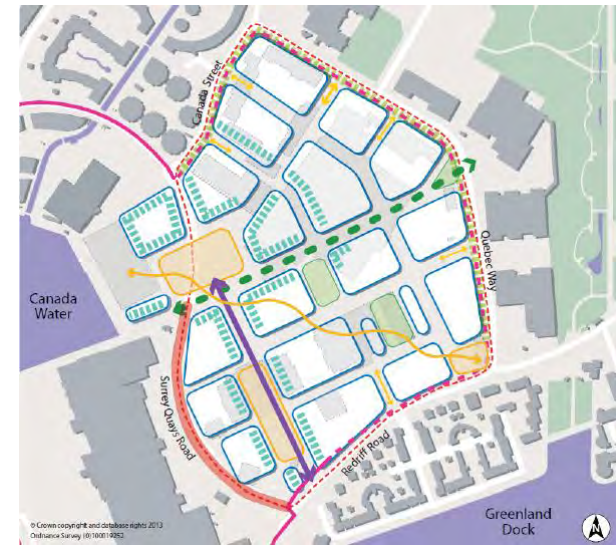 Canada Street
Quebec Way
Canada
Water
Surrey Quays Road
Redriff Road
Greenland
Dock
© Crown copyright and database rights 2013
Ordnance Survey (0)100019252
N